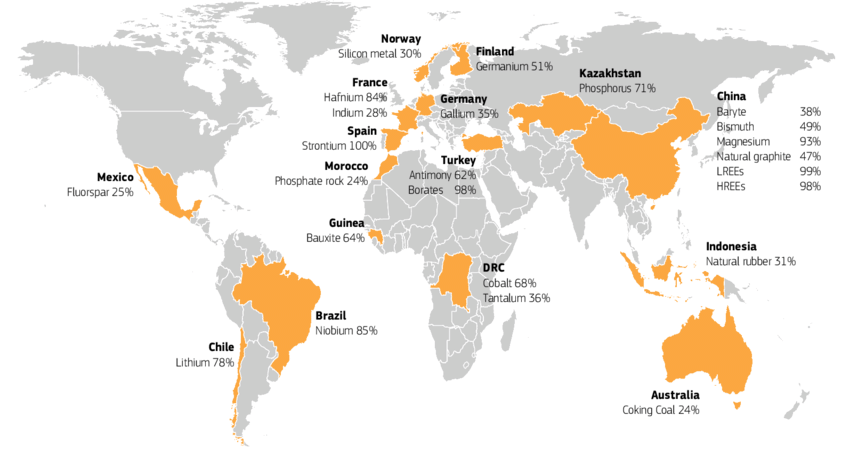 Norway
Silicon metal 30%
Finland
Germanium 51%
Kazakhstan
Phosphorus 71%
France
Hafnium 84%
Indium 28%
Germany
Gallium 35%
China
Baryte 38%
Bismuth 49%
Magnesium 93%
Natural graphite 47%
LREEs 99%
HREEs 98%
Spain
Strontium 100%
Morocco
Phosphate rock 24%
Turkey
Antimony 62%
Borates 98%
Mexico
Fluorspar 25%
Guinea
Bauxite 64%
Indonesia
Natural rubber 31%
DRC
Cobalt 68%
Tantalum 36%
Brazil
Niobium 85%
Chile
Lithium 78%
Australia
Coking Coal 24%